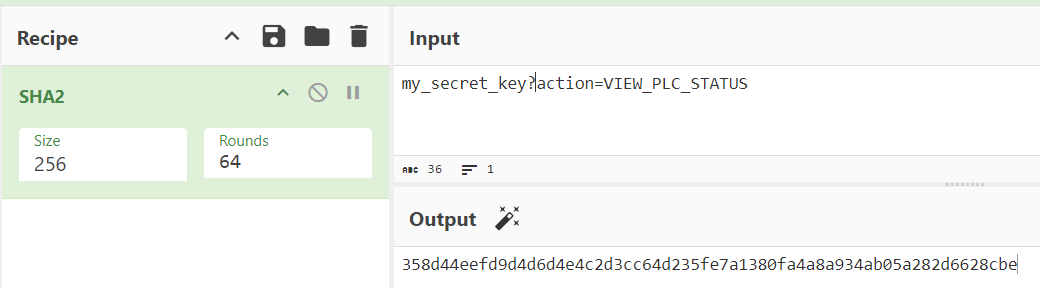 Recipe
SHA2
Size
256
Rounds
64
Input
my_secret_key?action=VIEW_PLC_STATUS
ABC 36 1
Output
358d44eefd9d4d6d4e4c2d3cc64d235fe7a1380fa4a8a934ab05a282d6628cbe